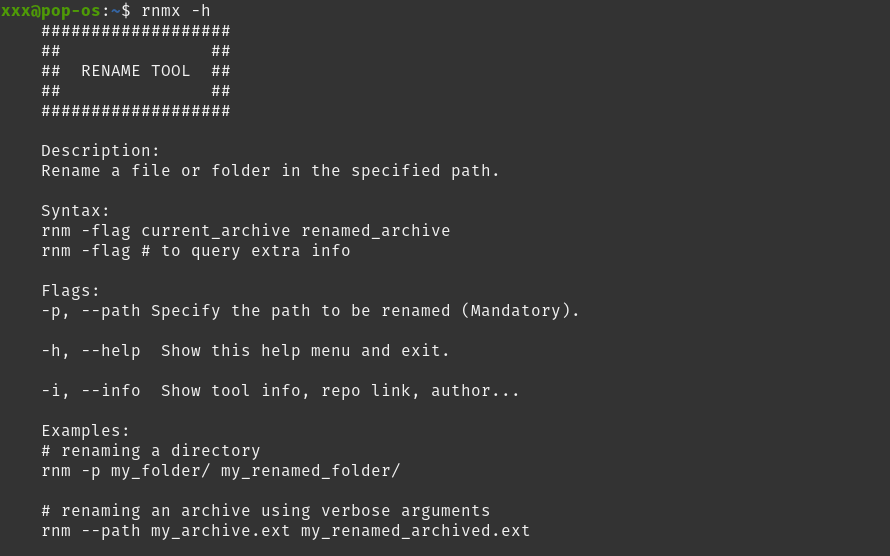 xxx@pop-os:~$ rnmx -h
###################
##               ##
##  RENAME TOOL  ##
##               ##
###################
Description:
Rename a file or folder in the specified path.
Syntax:
rnm -flag current_archive renamed_archive
rnm -flag # to query extra info
Flags:
-p, --path Specify the path to be renamed (Mandatory).
-h, --help  Show this help menu and exit.
-i, --info  Show tool info, repo link, author...
Examples:
# renaming a directory
rnm -p my_folder/ my_renamed_folder/
# renaming an archive using verbose arguments
rnm --path my_archive.ext my_renamed_archived.ext